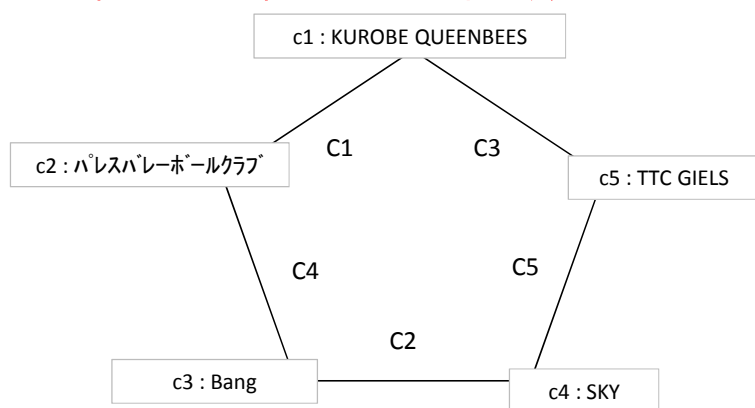 c1 : KUROBE QUEENBEES
C1
C3
c2 : ﾊﾟﾚｽﾊﾞﾚｰﾎﾞｰﾙｸﾗﾌﾞ
c5 : TTC GIELS
C4
C5
C2
c3 : Bang
c4 : SKY